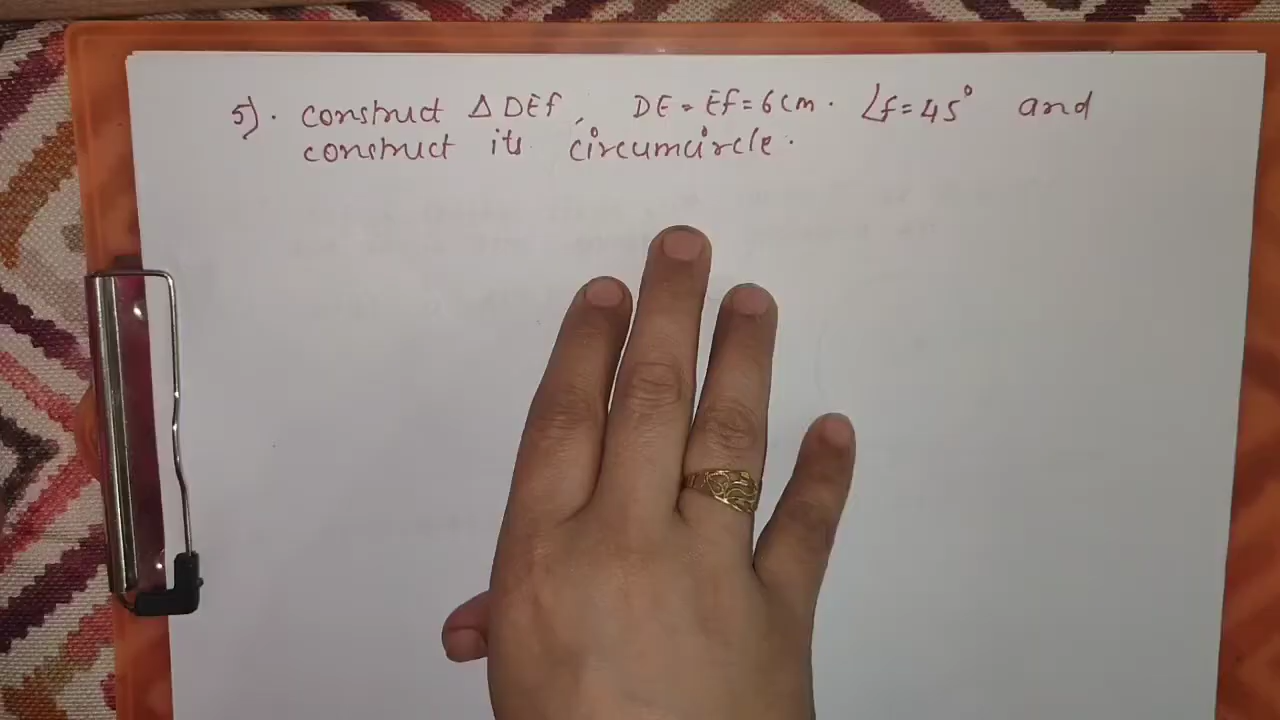 5). construct Δ DEf, DE = Ef = 6cm. ∠f = 45° and
construct its circumcircle.